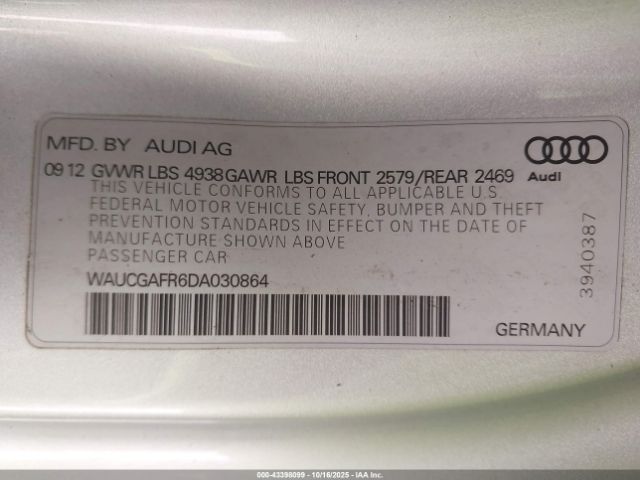 MFD. BY AUDI AG
09 12 GVWR LBS 4938 GAWR LBS FRONT 2579/REAR 2469
Audi
THIS VEHICLE CONFORMS TO ALL APPLICABLE U.S.
FEDERAL MOTOR VEHICLE SAFETY, BUMPER AND THEFT
PREVENTION STANDARDS IN EFFECT ON THE DATE OF
MANUFACTURE SHOWN ABOVE
PASSENGER CAR
3940387
WAUCGAFR6DA030864
GERMANY
000-43398099 - 10/16/2025 - IAAI Inc.